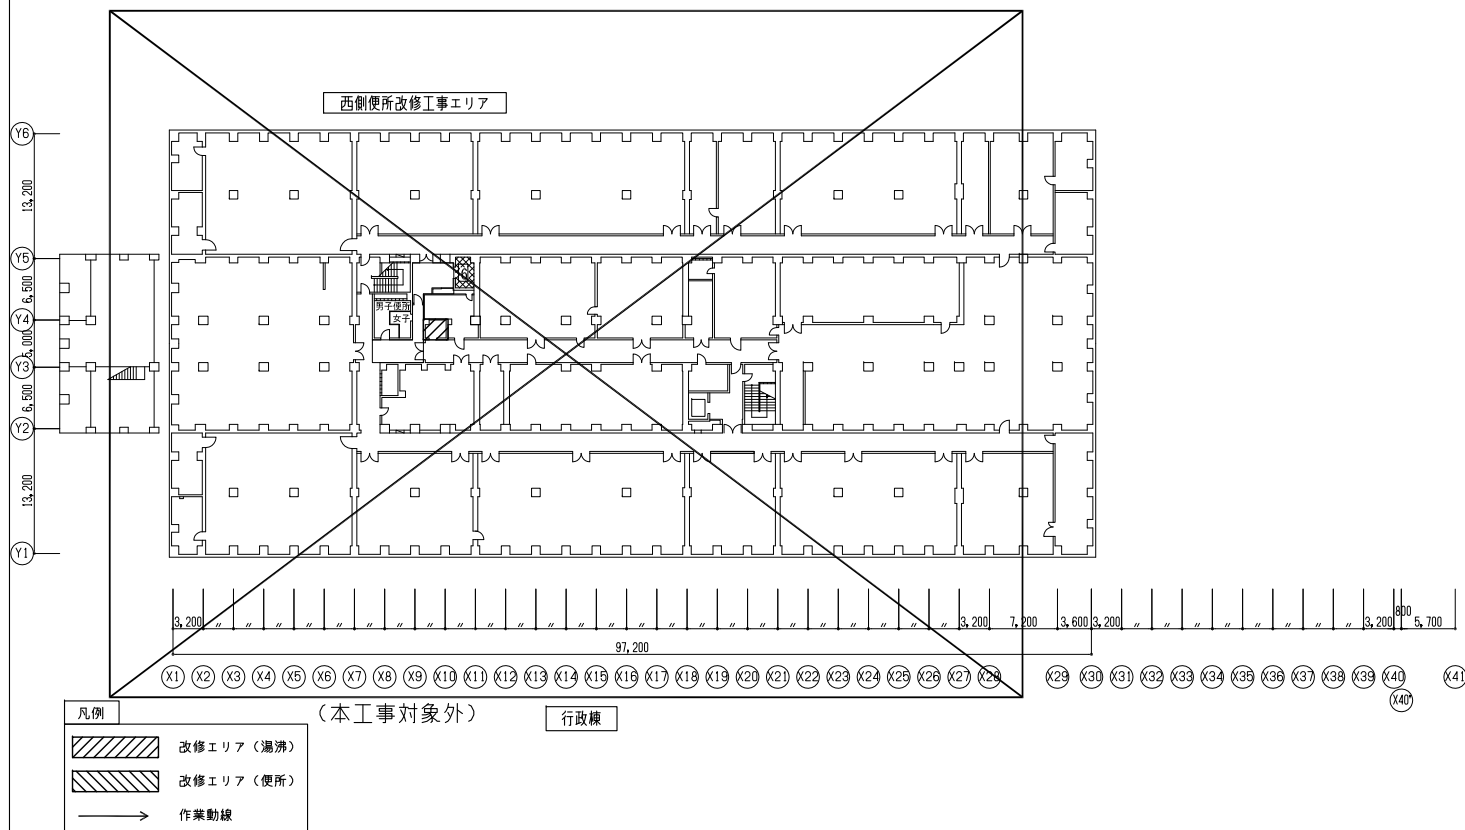 西側便所改修工事エリア
Y6
13,200
Y5
6,500
Y4
5,000
Y3
6,500
Y2
13,200
Y1
男子便所
女子
3,200 〃 〃 〃 〃 〃 〃 〃 〃 〃 〃 〃 〃 〃 〃 〃 〃 〃 〃 〃 〃 〃 〃 〃 〃 〃 3,200 7,200 3,600 3,200 〃 〃 〃 〃 〃 〃 〃 〃 3,200 800 5,700
97,200
X1 X2 X3 X4 X5 X6 X7 X8 X9 X10 X11 X12 X13 X14 X15 X16 X17 X18 X19 X20 X21 X22 X23 X24 X25 X26 X27 X28 X29 X30 X31 X32 X33 X34 X35 X36 X37 X38 X39 X40 X41
X40'
(本工事対象外)
行政棟
凡例
改修エリア(湯沸)
改修エリア(便所)
作業動線